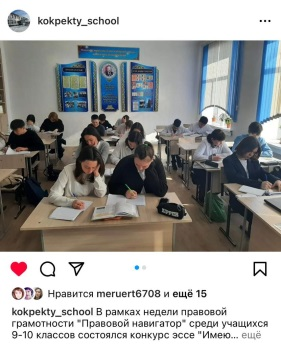 kokpekty_school
Нравится meruert6708 и ещё 15
kokpekty_school В рамках недели правовой
грамотности "Правовой навигатор" среди учащихся
9-10 классов состоялся конкурс эссе "Имею... ещё